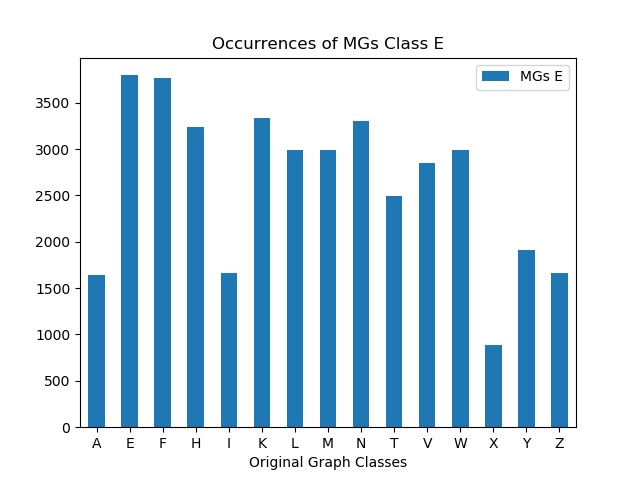 Occurrences of MGs Class E
MGs E
3500
3000
2500
2000
1500
1000
500
0
A E F H I K L M N T V W X Y Z
Original Graph Classes